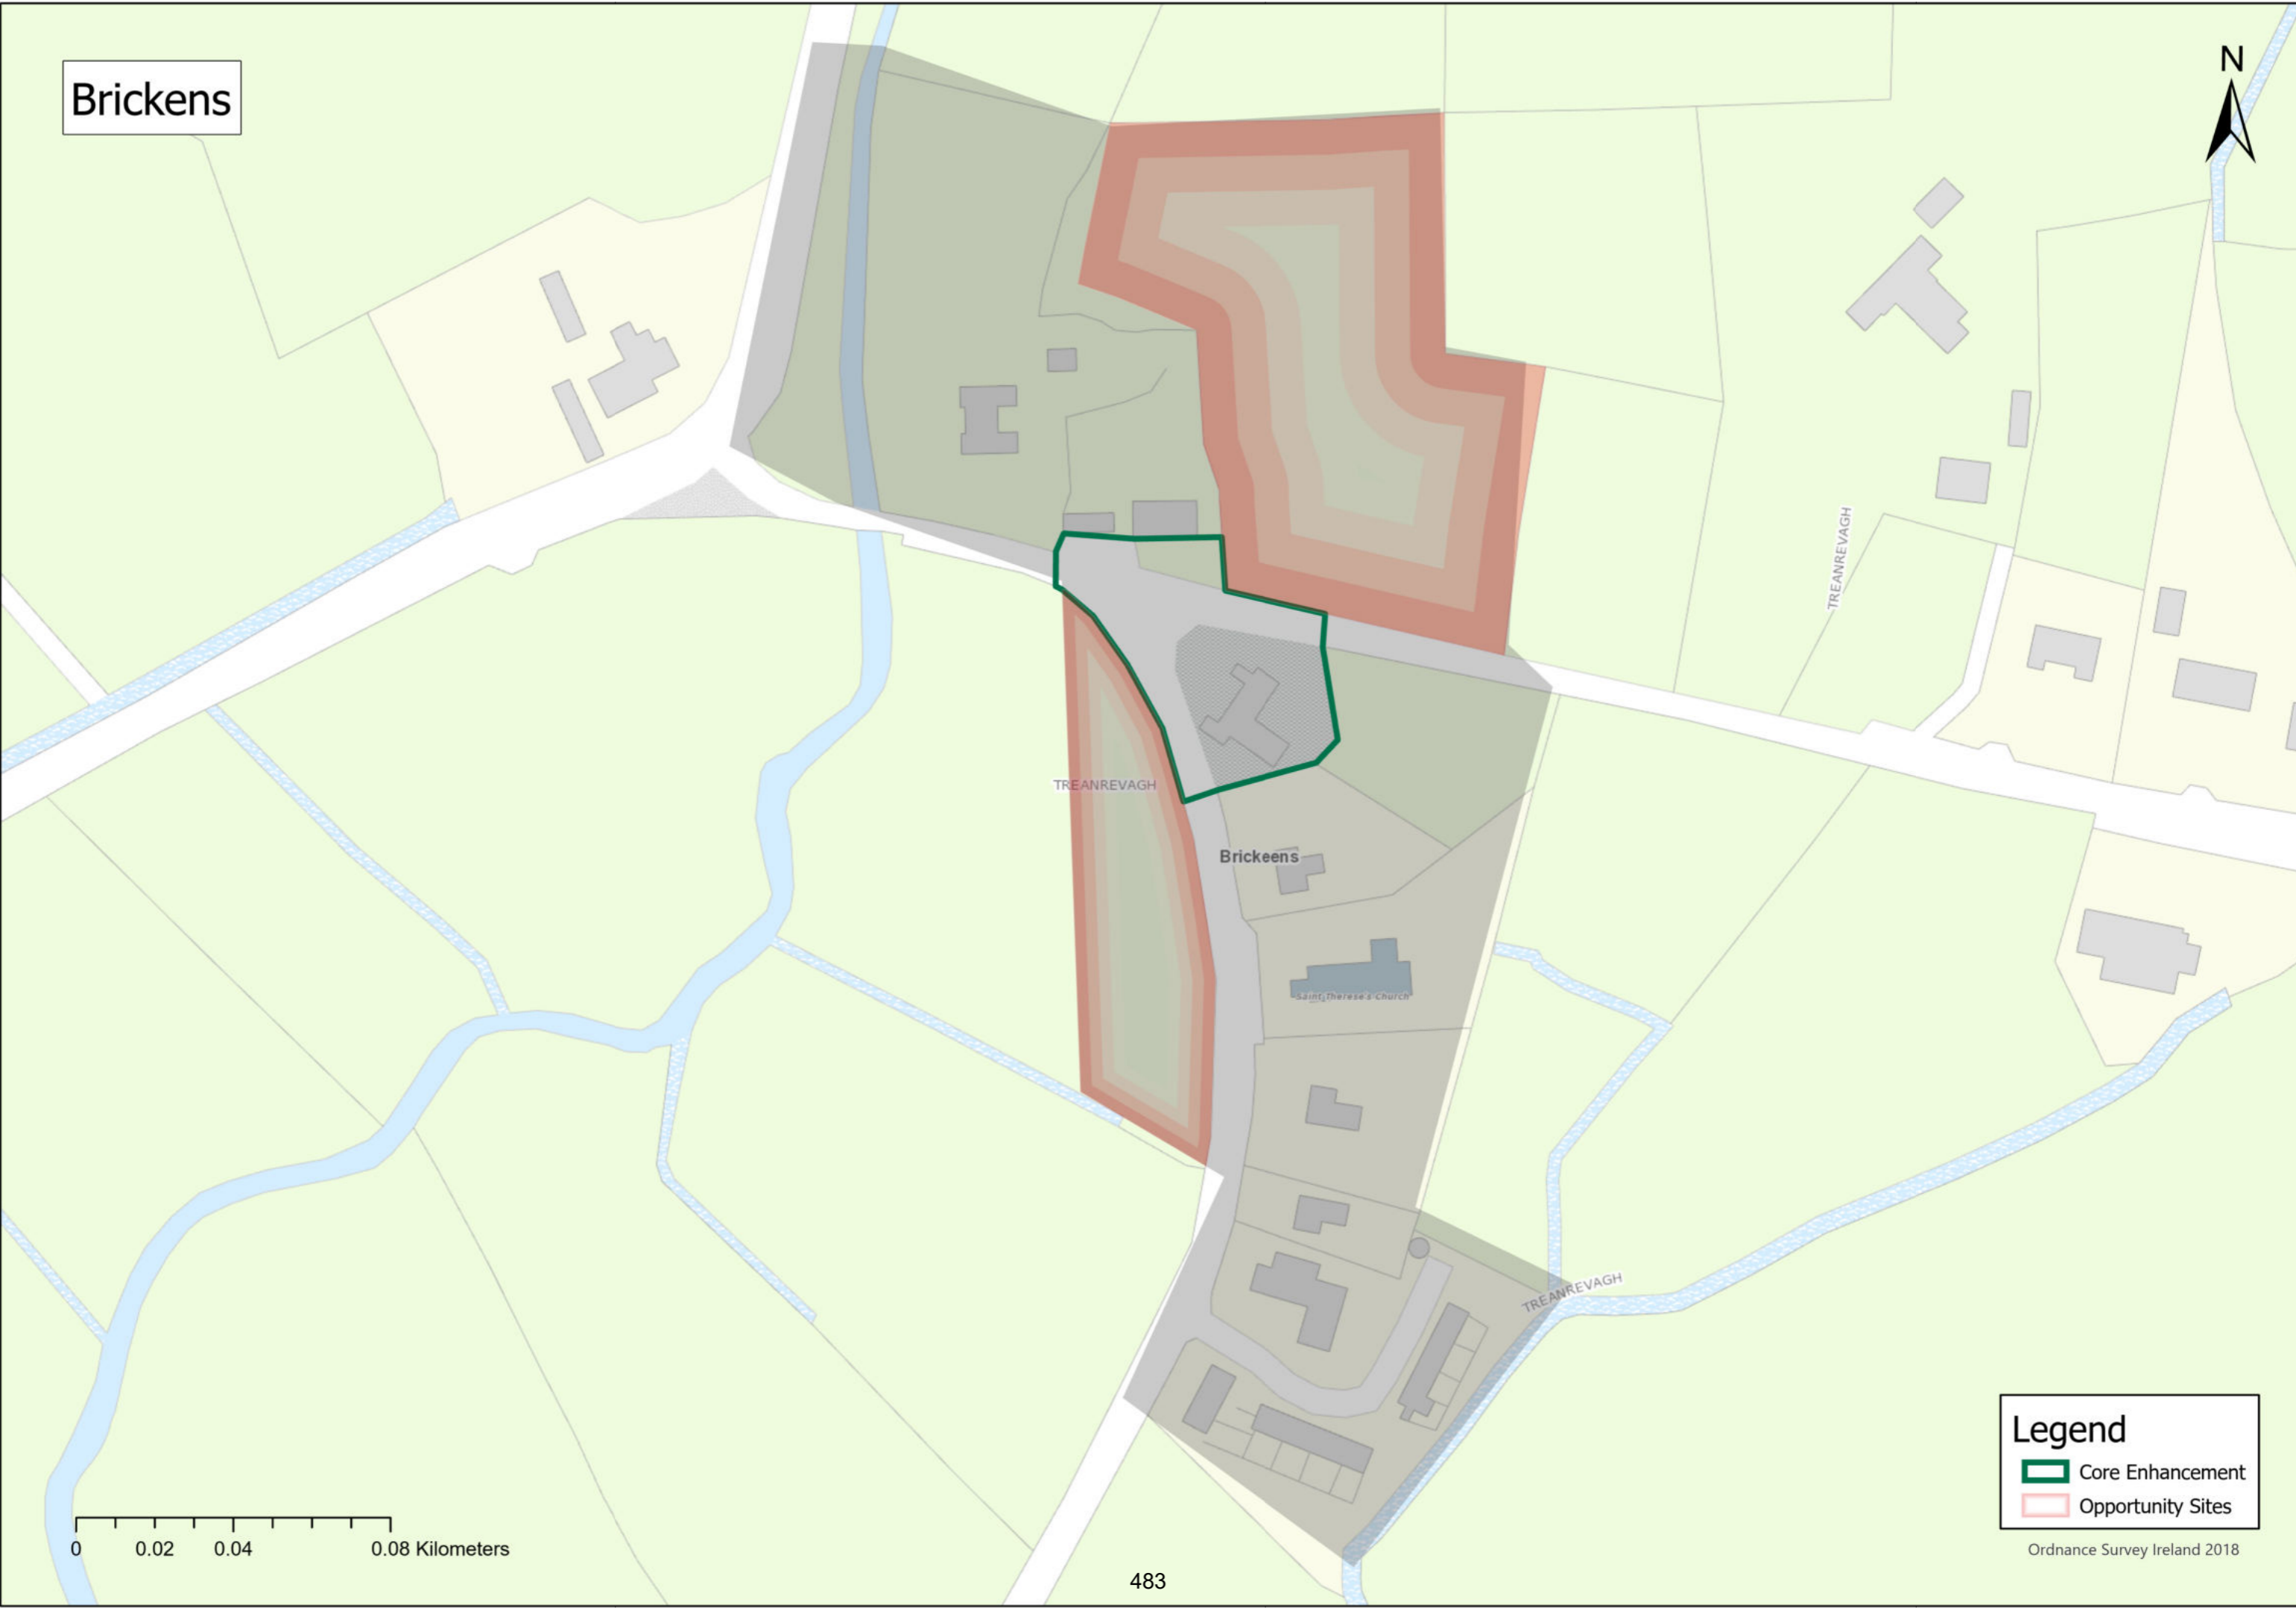 Brickens
N
TREANREVAGH
TREANREVAGH
Brickeens
Saint Therese's Church
TREANREVAGH
Legend
Core Enhancement
Opportunity Sites
Ordnance Survey Ireland 2018
0 0.02 0.04 0.08 Kilometers
483